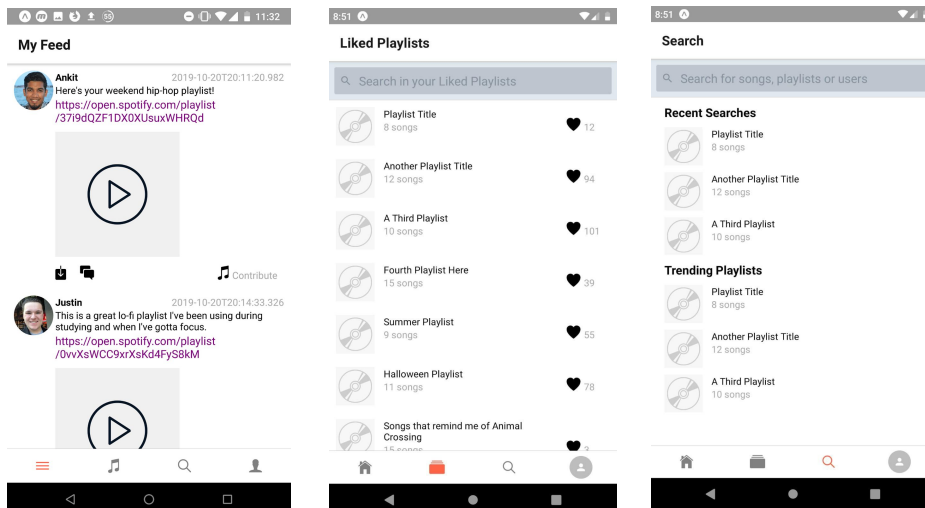 55
11:32
My Feed
Ankit
2019-10-20T20:11:20.982
Here's your weekend hip-hop playlist!
https://open.spotify.com/playlist
/37i9dQZF1DX0XUsuxWHRQd
Contribute
Justin
2019-10-20T20:14:33.326
This is a great lo-fi playlist I've been using during
studying and when I've gotta focus.
https://open.spotify.com/playlist
/0vvXsWCC9xrXsKd4FyS8kM
8:51
Liked Playlists
Search in your Liked Playlists
Playlist Title
8 songs
12
Another Playlist Title
12 songs
94
A Third Playlist
10 songs
101
Fourth Playlist Here
15 songs
39
Summer Playlist
9 songs
55
Halloween Playlist
11 songs
78
Songs that remind me of Animal
Crossing
15 songs
3
8:51
Search
Search for songs, playlists or users
Recent Searches
Playlist Title
8 songs
Another Playlist Title
12 songs
A Third Playlist
10 songs
Trending Playlists
Playlist Title
8 songs
Another Playlist Title
12 songs
A Third Playlist
10 songs